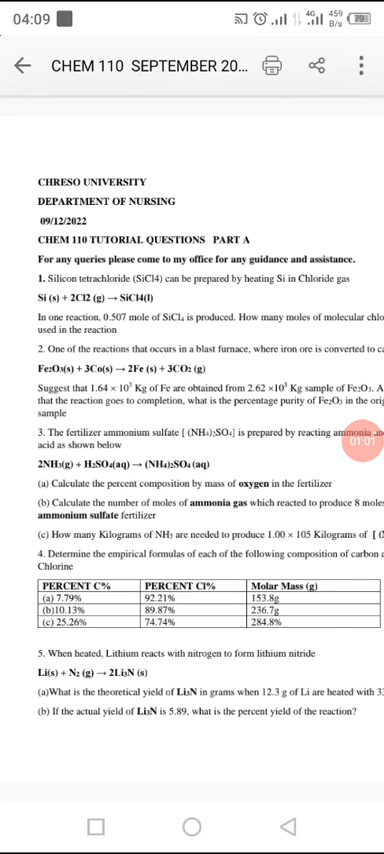 04:09
4G
459 B/s
79
CHEM 110 SEPTEMBER 20...
CHRESO UNIVERSITY
DEPARTMENT OF NURSING
09/12/2022
CHEM 110 TUTORIAL QUESTIONS PART A
For any queries please come to my office for any guidance and assistance.
1. Silicon tetrachloride (SiCl4) can be prepared by heating Si in Chloride gas
Si (s) + 2Cl2 (g) → SiCl4(l)
In one reaction, 0.507 mole of SiCl₄ is produced. How many moles of molecular chlo
used in the reaction
2. One of the reactions that occurs in a blast furnace, where iron ore is converted to ca
Fe₂O₃(s) + 3Co(s) → 2Fe (s) + 3CO₂ (g)
Suggest that 1.64 × 10³ Kg of Fe are obtained from 2.62 ×10³ Kg sample of Fe₂O₃. A
that the reaction goes to completion, what is the percentage purity of Fe₂O₃ in the orig
sample
3. The fertilizer ammonium sulfate [ (NH₄)₂SO₄] is prepared by reacting ammonia an
acid as shown below
01:01
2NH₃(g) + H₂SO₄(aq) → (NH₄)₂SO₄ (aq)
(a) Calculate the percent composition by mass of oxygen in the fertilizer
(b) Calculate the number of moles of ammonia gas which reacted to produce 8 moles
ammonium sulfate fertilizer
(c) How many Kilograms of NH₃ are needed to produce 1.00 × 105 Kilograms of [ (N
4. Determine the empirical formulas of each of the following composition of carbon a
Chlorine
PERCENT C% PERCENT Cl% Molar Mass (g)
(a) 7.79% 92.21% 153.8g
(b)10.13% 89.87% 236.7g
(c) 25.26% 74.74% 284.8%
5. When heated, Lithium reacts with nitrogen to form lithium nitride
Li(s) + N₂ (g) → 2Li₃N (s)
(a)What is the theoretical yield of Li₃N in grams when 12.3 g of Li are heated with 33
(b) If the actual yield of Li₃N is 5.89, what is the percent yield of the reaction?